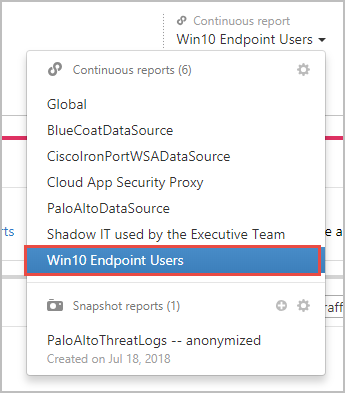 Continuous report
Win10 Endpoint Users
Continuous reports (6)
Global
BlueCoatDataSource
CiscoIronPortWSADataSource
Cloud App Security Proxy
PaloAltoDataSource
rts
Shadow IT used by the Executive Team
e a
Win10 Endpoint Users
Snapshot reports (1)
raff
PaloAltoThreatLogs -- anonymized
Created on Jul 18, 2018